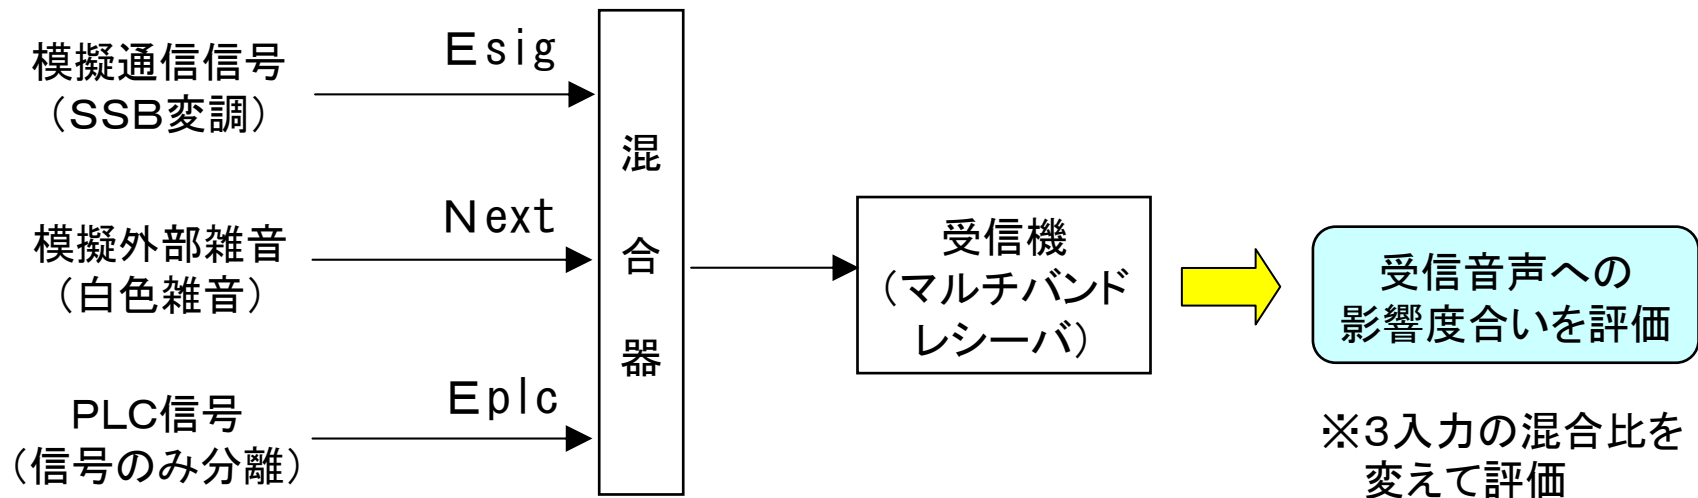 模擬通信信号
（SSB変調）
Esig
模擬外部雑音
（白色雑音）
Next
PLC信号
（信号のみ分離）
Eplc
混合器
受信機
（マルチバンド
レシーバ）
受信音声への
影響度合いを評価
※3入力の混合比を
変えて評価